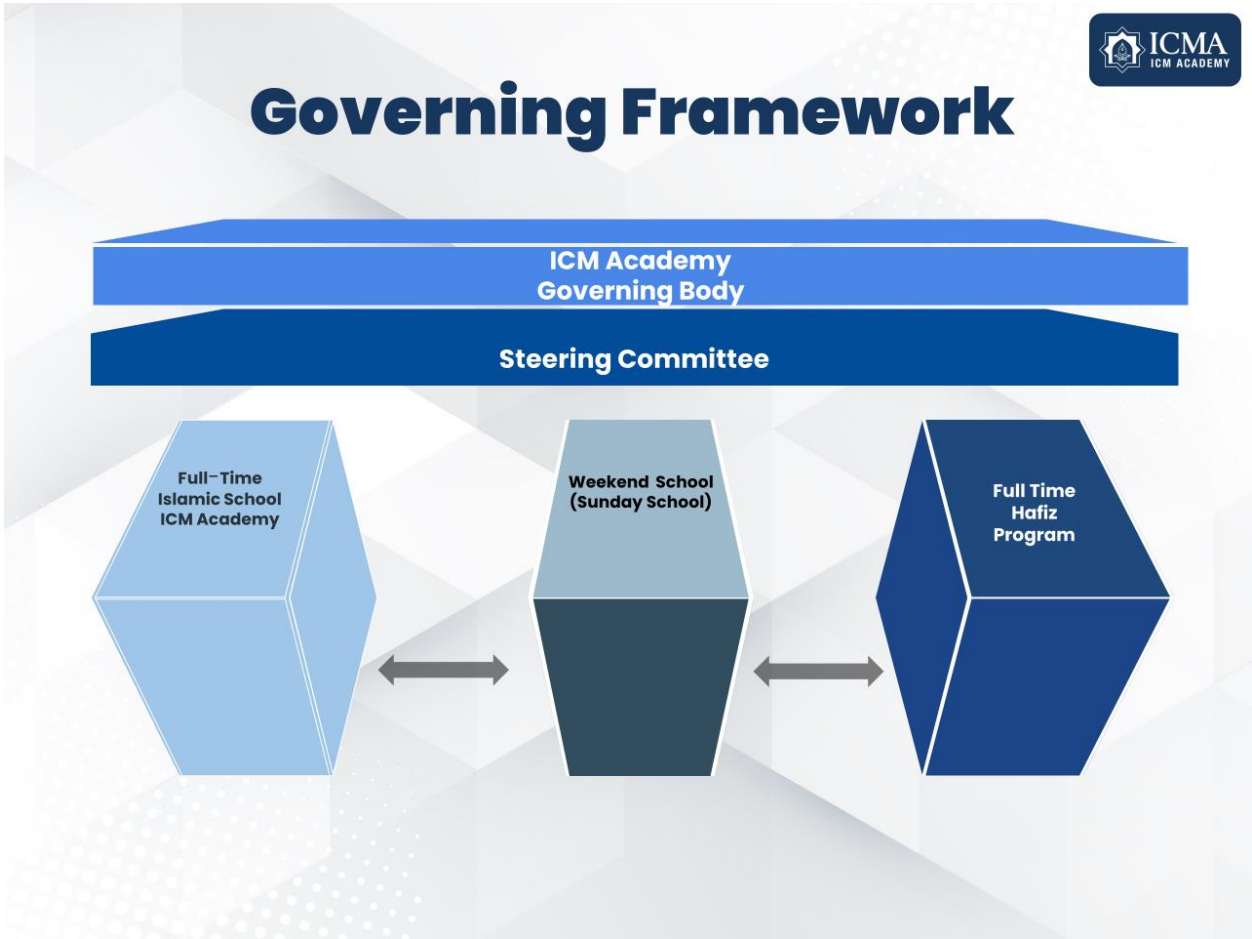 ICMA
ICM ACADEMY
Governing Framework
ICM Academy
Governing Body
Steering Committee
Full-Time
Islamic School
ICM Academy
Weekend School
(Sunday School)
Full Time
Hafiz
Program